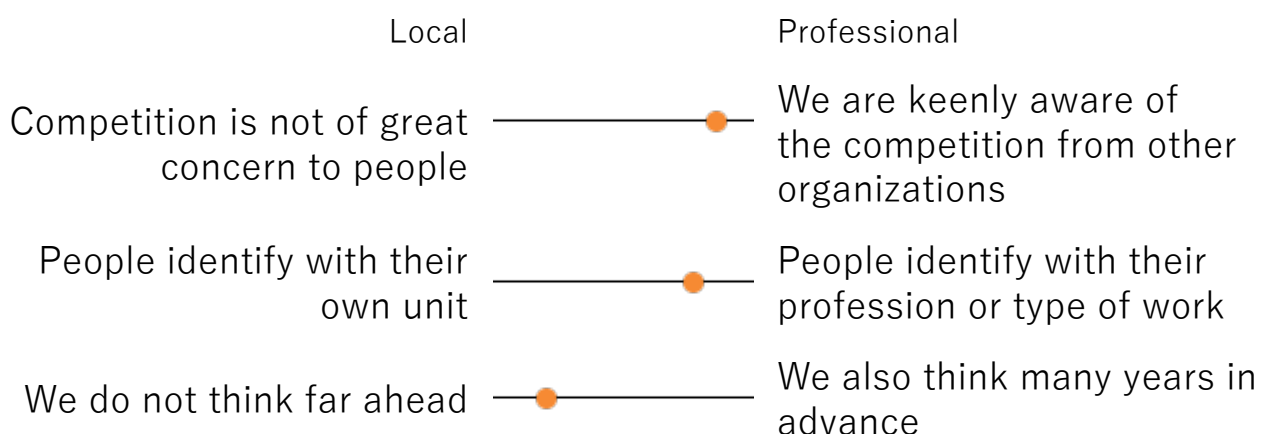 Local
Professional
Competition is not of great
concern to people
We are keenly aware of
the competition from other
organizations
People identify with their
own unit
People identify with their
profession or type of work
We do not think far ahead
We also think many years in
advance